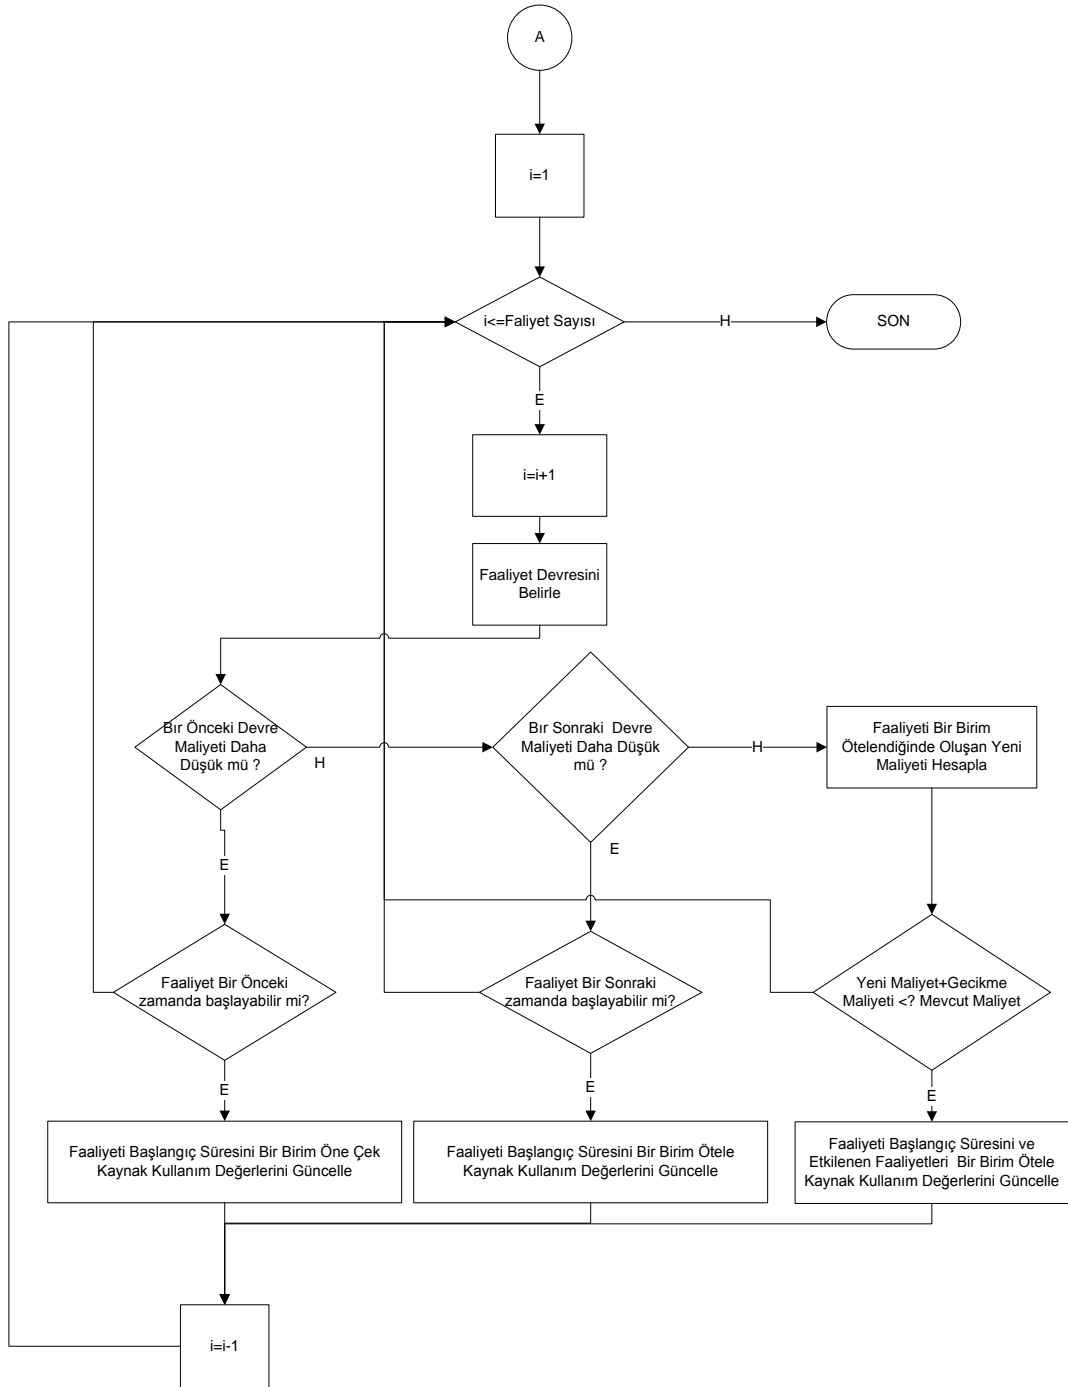 A
i=1
i<=Faliyet Sayısı
H
SON
E
i=i+1
Faaliyet Devresini
Belirle
Bır Önceki Devre
Maliyeti Daha
Düşük mü ?
H
Bır Sonraki Devre
Maliyeti Daha Düşük
mü ?
H
Faaliyeti Bir Birim
Ötelendiğinde Oluşan Yeni
Maliyeti Hesapla
E
E
Faaliyet Bir Önceki
zamanda başlayabilir mi?
Faaliyet Bir Sonraki
zamanda başlayabilir mi?
Yeni Maliyet+Gecikme
Maliyeti <? Mevcut Maliyet
E
E
E
Faaliyeti Başlangıç Süresini Bir Birim Öne Çek
Kaynak Kullanım Değerlerini Güncelle
Faaliyeti Başlangıç Süresini Bir Birim Ötele
Kaynak Kullanım Değerlerini Güncelle
Faaliyeti Başlangıç Süresini ve
Etkilenen Faaliyetleri Bir Birim Ötele
Kaynak Kullanım Değerlerini Güncelle
i=i-1